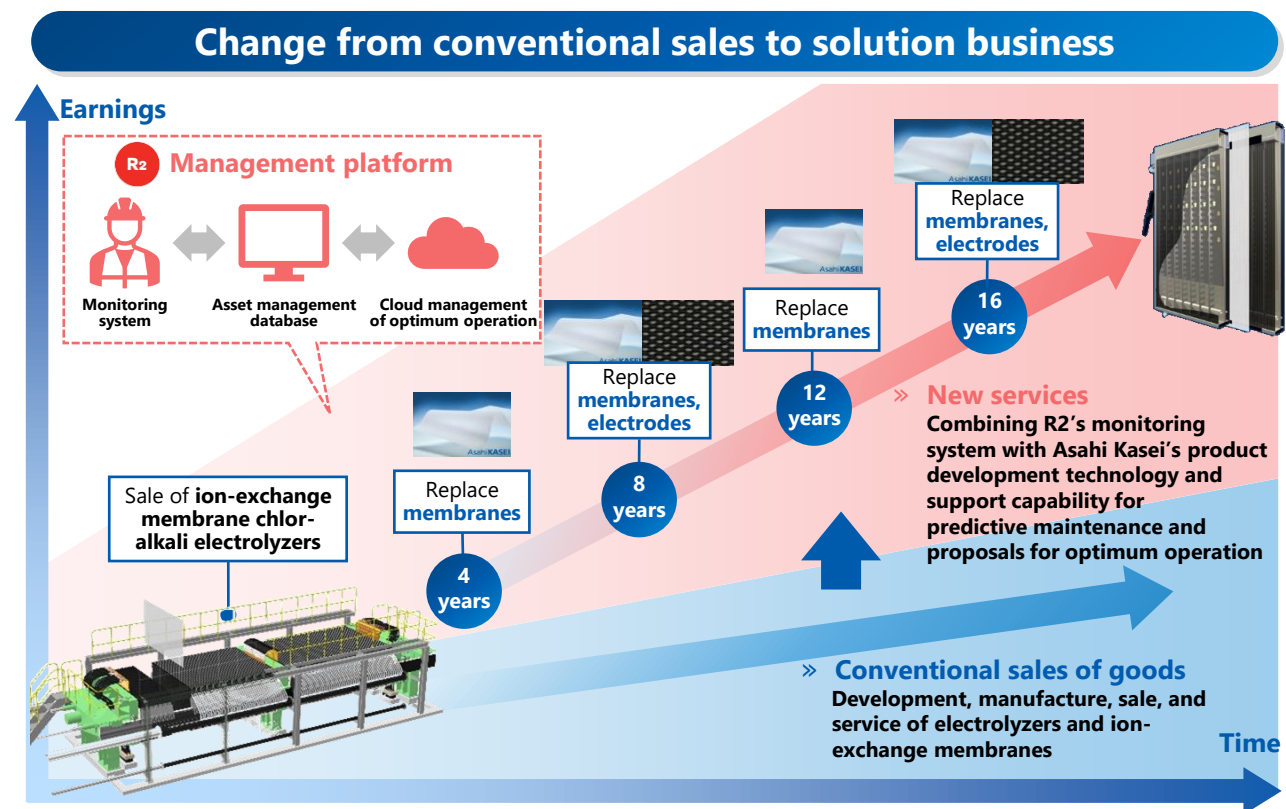 Change from conventional sales to solution business
Earnings
R2
Management platform
Monitoring
system
Asset management
database
Cloud management
of optimum operation
AsahiKASEI
Replace
membranes,
electrodes
16
years
AsahiKASEI
Replace
membranes
12
years
AsahiKASEI
Replace
membranes,
electrodes
8
years
AsahiKASEI
Replace
membranes
4
years
Sale of ion-exchange
membrane chlor-
alkali electrolyzers
» New services
Combining R2’s monitoring
system with Asahi Kasei’s product
development technology and
support capability for
predictive maintenance and
proposals for optimum operation
» Conventional sales of goods
Development, manufacture, sale, and
service of electrolyzers and ion-
exchange membranes
Time